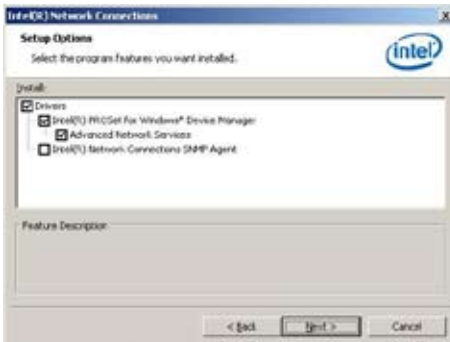 Intel(R) Network Connections
Setup Options
Select the program features you want installed.
intel
Install:
Drivers
Intel(R) PROSet for Windows* Device Manager
Advanced Network Services
Intel(R) Network Connections SNMP Agent
Feature Description
< Back
Next >
Cancel